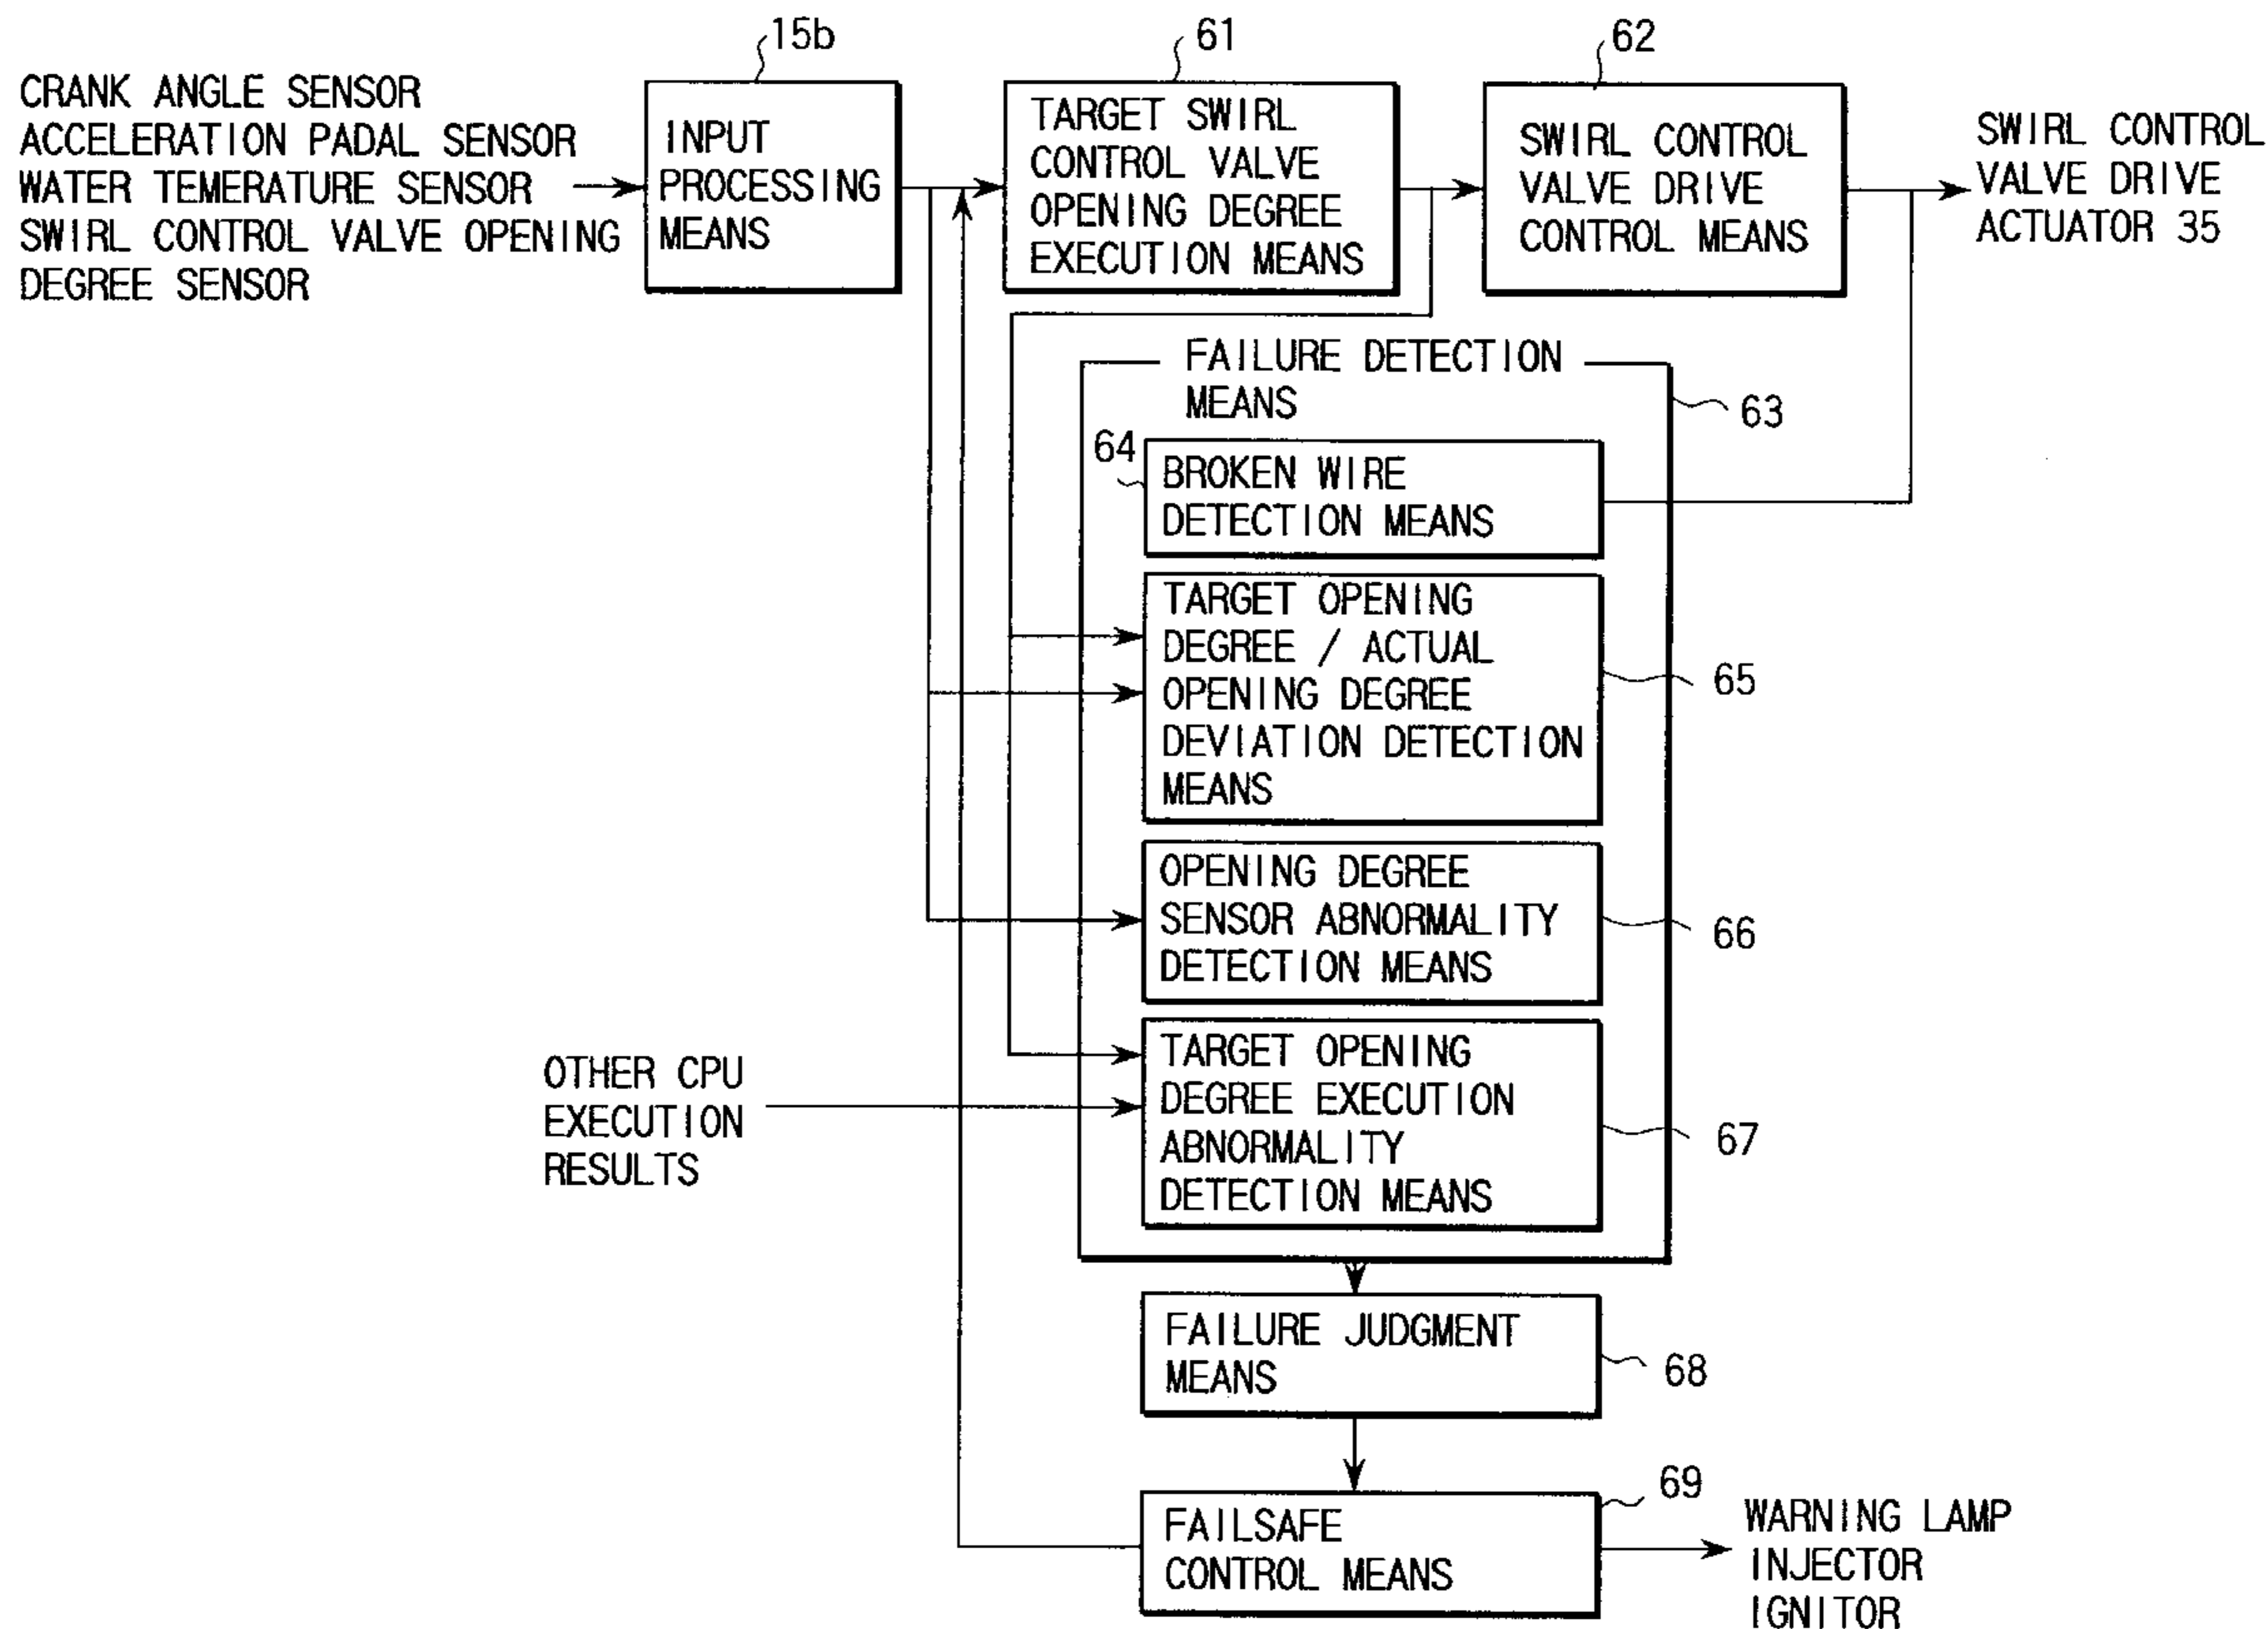 15b
61
62
CRANK ANGLE SENSOR
ACCELERATION PADAL SENSOR
WATER TEMERATURE SENSOR
SWIRL CONTROL VALVE OPENING
DEGREE SENSOR
INPUT
PROCESSING
MEANS
TARGET SWIRL
CONTROL VALVE
OPENING DEGREE
EXECUTION MEANS
SWIRL CONTROL
VALVE DRIVE
CONTROL MEANS
SWIRL CONTROL
VALVE DRIVE
ACTUATOR 35
FAILURE DETECTION
MEANS
63
64
BROKEN WIRE
DETECTION MEANS
TARGET OPENING
DEGREE / ACTUAL
OPENING DEGREE
DEVIATION DETECTION
MEANS
65
OPENING DEGREE
SENSOR ABNORMALITY
DETECTION MEANS
66
OTHER CPU
EXECUTION
RESULTS
TARGET OPENING
DEGREE EXECUTION
ABNORMALITY
DETECTION MEANS
67
FAILURE JUDGMENT
MEANS
68
FAILSAFE
CONTROL MEANS
69
WARNING LAMP
INJECTOR
IGNITOR